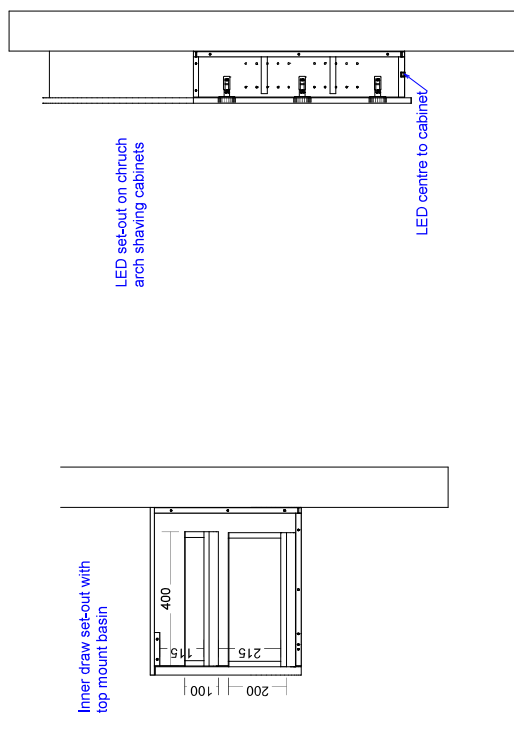 LED set-out on chruch
arch shaving cabinets
LED centre to cabinet
Inner draw set-out with
top mount basin
400
115
215
100
200